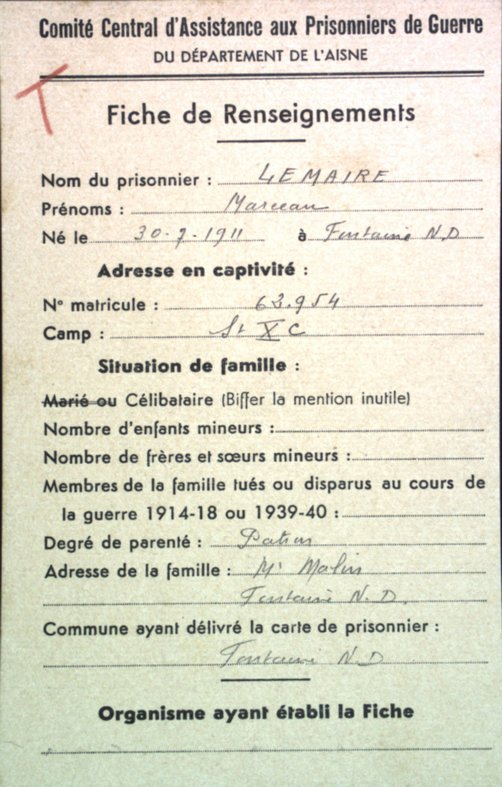 Comité Central d'Assistance aux Prisonniers de Guerre
DU DÉPARTEMENT DE L'AISNE
T
Fiche de Renseignements
Nom du prisonnier : LEMAIRE
Prénoms : Marceau
Né le 30-7-1911 à Fontaine N.D
Adresse en captivité :
N° matricule : 63.954
Camp : St X C
Situation de famille :
Marié ou Célibataire (Biffer la mention inutile)
Nombre d'enfants mineurs :
Nombre de frères et sœurs mineurs :
Membres de la famille tués ou disparus au cours de
la guerre 1914-18 ou 1939-40 :
Degré de parenté : Patron
Adresse de la famille : Mr
Fontaine N.D.
Commune ayant délivré la carte de prisonnier :
Fontaine N.D
Organisme ayant établi la Fiche